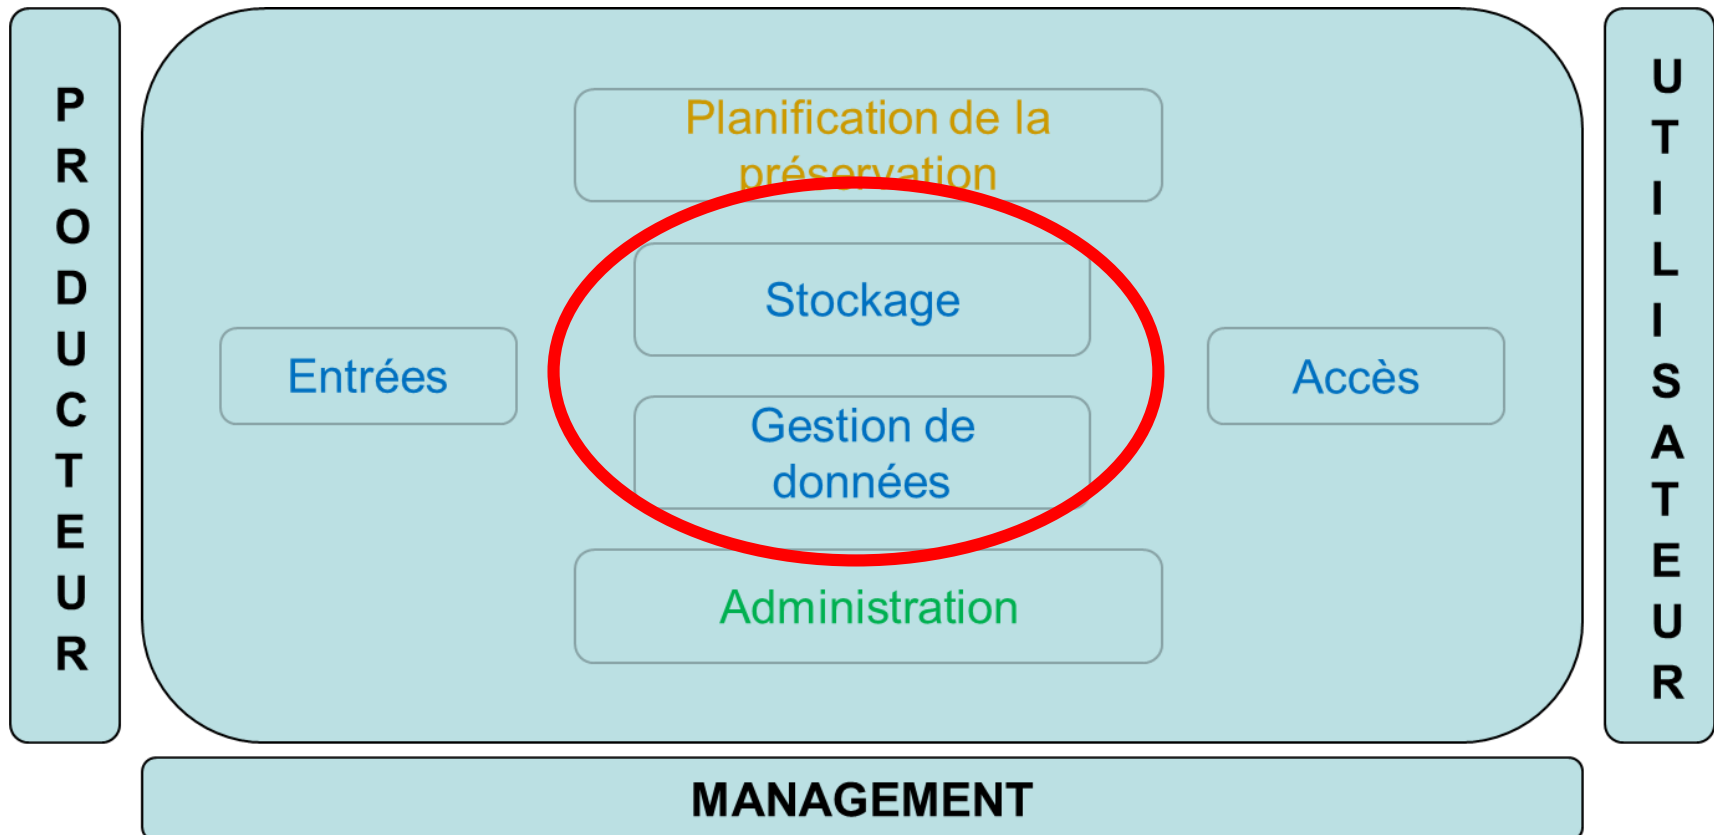 PRODUCTEUR
Planification de la
préservation
Stockage
Entrées
Gestion de
données
Accès
Administration
UTILISATEUR
MANAGEMENT